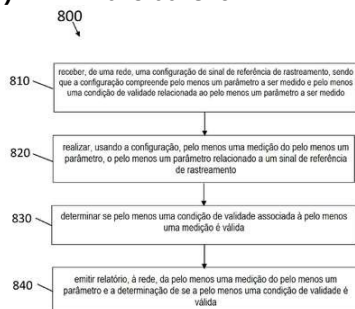 800
810
receber, de uma rede, uma configuração de sinal de referência de rastreamento, sendo
que a configuração compreende pelo menos um parâmetro a ser medido e pelo menos
uma condição de validade relacionada ao pelo menos um parâmetro a ser medido
820
realizar, usando a configuração, pelo menos uma medição do pelo menos um
parâmetro, o pelo menos um parâmetro relacionado a um sinal de referência
de rastreamento
830
determinar se pelo menos uma condição de validade associada à pelo menos
uma medição é válida
840
emitir relatório, à rede, da pelo menos uma medição do pelo menos um
parâmetro e a determinação de se a pelo menos uma condição de validade é
válida